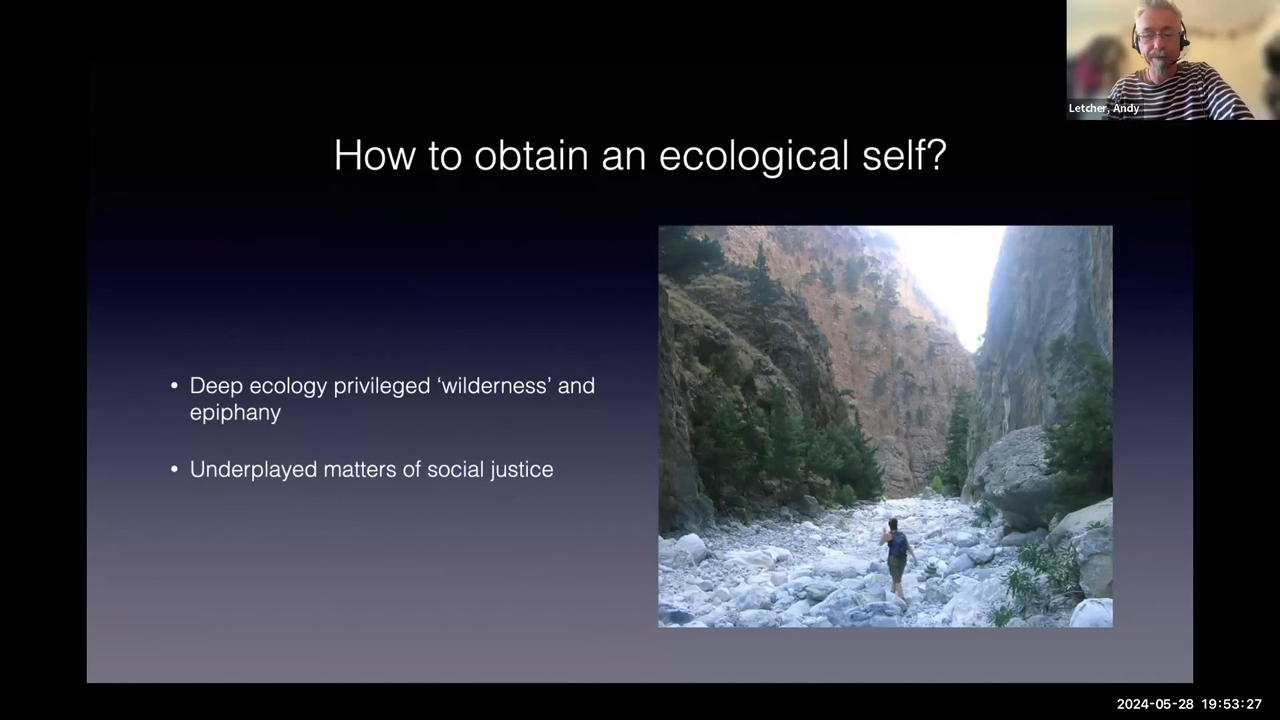 Letcher, Andy
How to obtain an ecological self?
• Deep ecology privileged ‘wilderness’ and
epiphany
• Underplayed matters of social justice
2024-05-28 19:53:27